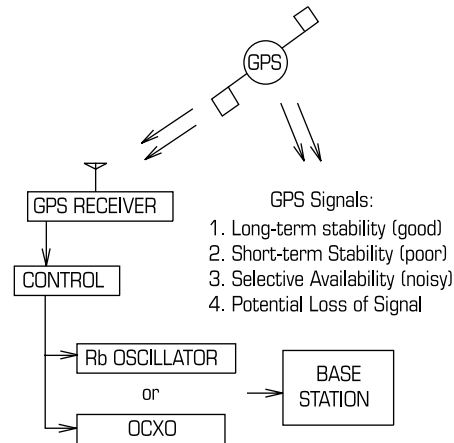 GPS
GPS RECEIVER
GPS Signals:
1. Long-term stability (good)
2. Short-term Stability (poor)
3. Selective Availability (noisy)
4. Potential Loss of Signal
CONTROL
Rb OSCILLATOR
or
OCXO
BASE
STATION